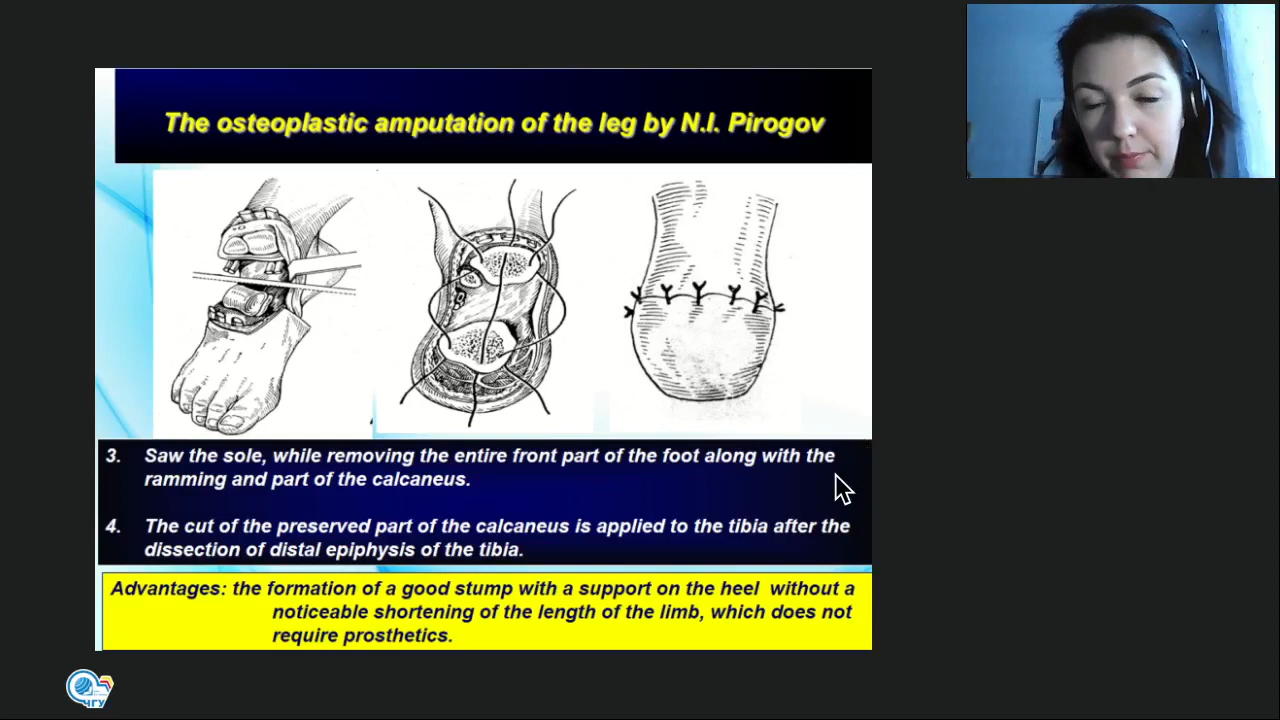 The osteoplastic amputation of the leg by N.I. Pirogov
3. Saw the sole, while removing the entire front part of the foot along with the
ramming and part of the calcaneus.
4. The cut of the preserved part of the calcaneus is applied to the tibia after the
dissection of distal epiphysis of the tibia.
Advantages: the formation of a good stump with a support on the heel without a
noticeable shortening of the length of the limb, which does not
require prosthetics.
ЧГУ